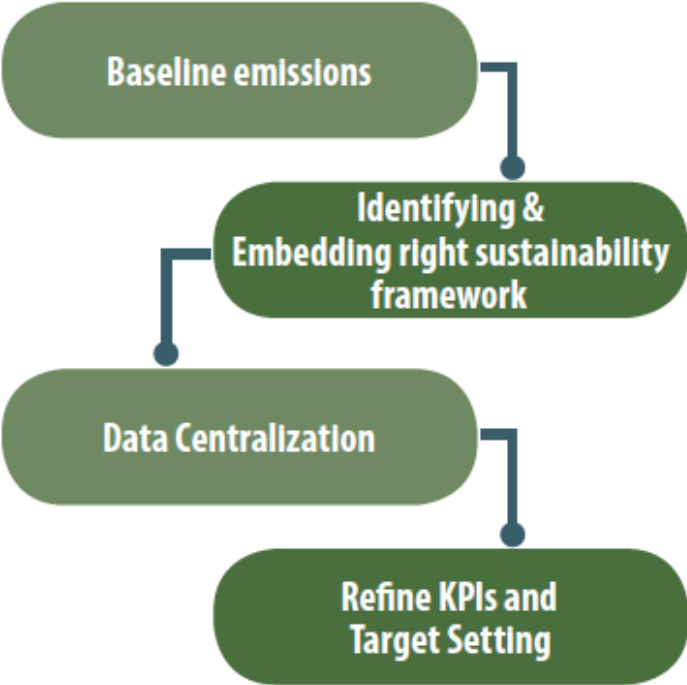 Baseline emissions
Identifying &
Embedding right sustainability
framework
Data Centralization
Refine KPIs and
Target Setting